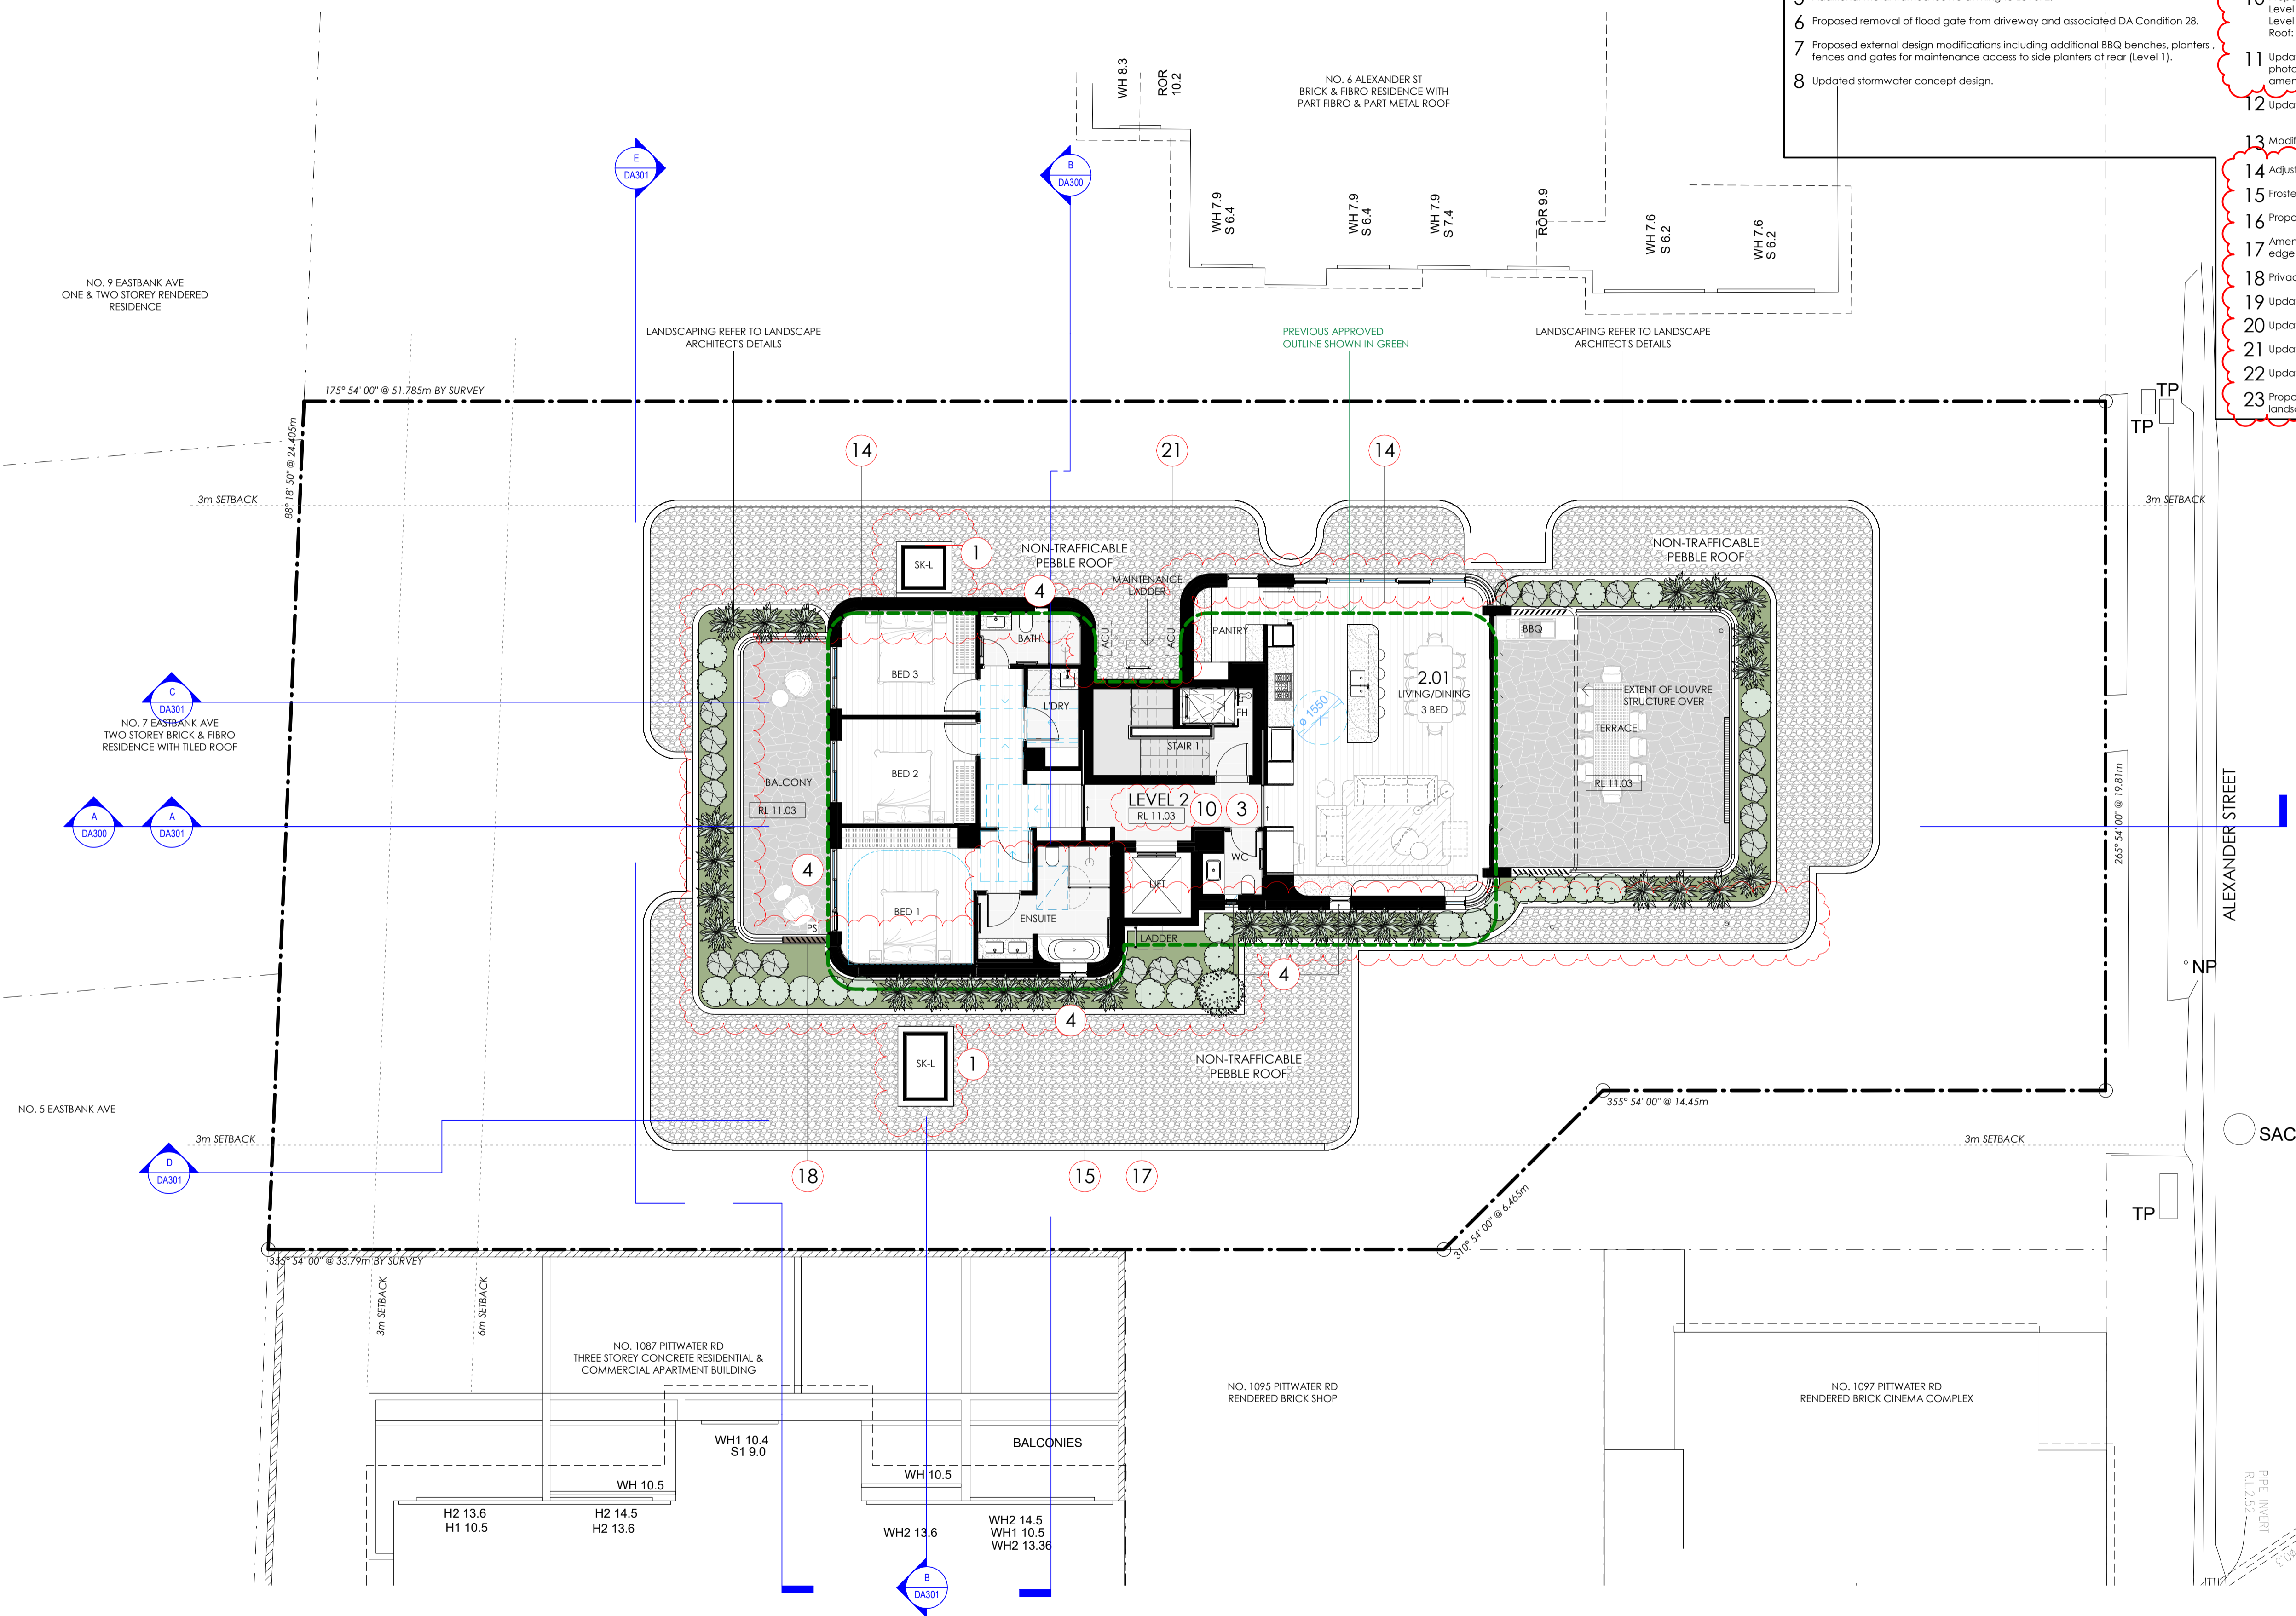 6 Proposed removal of flood gate from driveway and associated DA Condition 28.
7 Proposed external design modifications including additional BBQ benches, planters,
fences and gates for maintenance access to side planters at rear (Level 1).
8 Updated stormwater concept design.
Level
Level
Roof:
11
12
13
14
15
16
17
edge
18
19
20
21
22
23
WH 8.3
ROR
10.2
NO. 6 ALEXANDER ST
BRICK & FIBRO RESIDENCE WITH
PART FIBRO & PART METAL ROOF
E
DA301
B
DA300
WH 7.9
S 6.4
WH 7.9
S 6.4
WH 7.9
S 7.4
ROR 9.9
WH 7.6
S 6.2
WH 7.6
S 6.2
NO. 9 EASTBANK AVE
ONE & TWO STOREY RENDERED
RESIDENCE
LANDSCAPING REFER TO LANDSCAPE
ARCHITECT'S DETAILS
PREVIOUS APPROVED
OUTLINE SHOWN IN GREEN
LANDSCAPING REFER TO LANDSCAPE
ARCHITECT'S DETAILS
175° 54' 00" @ 51.785m BY SURVEY
88° 18' 50" @ 24.405m
TP
TP
14
21
14
3m SETBACK
3m SETBACK
SK-L
1
NON-TRAFFICABLE
PEBBLE ROOF
NON-TRAFFICABLE
PEBBLE ROOF
MAINTENANCE
LADDER
4
ACU
ACU
BATH
PANTRY
BBQ
BED 3
2.01
LIVING/DINING
3 BED
EXTENT OF LOUVRE
STRUCTURE OVER
C
DA301
NO. 7 EASTBANK AVE
TWO STOREY BRICK & FIBRO
RESIDENCE WITH TILED ROOF
L'DRY
FH
ø 1550
STAIR 1
TERRACE
BALCONY
RL 11.03
BED 2
RL 11.03
265° 54' 00" @ 19.81m
ALEXANDER STREET
A
DA300
A
DA301
LEVEL 2
RL 11.03
10
3
WC
4
LIFT
BED 1
ENSUITE
PS
LADDER
4
NP
4
SK-L
1
NON-TRAFFICABLE
PEBBLE ROOF
NO. 5 EASTBANK AVE
355° 54' 00" @ 14.45m
3m SETBACK
3m SETBACK
SAC
D
DA301
18
15
17
TP
310° 54' 00" @ 6.465m
355° 54' 00" @ 33.79m BY SURVEY
3m SETBACK
6m SETBACK
NO. 1087 PITTWATER RD
THREE STOREY CONCRETE RESIDENTIAL &
COMMERCIAL APARTMENT BUILDING
NO. 1095 PITTWATER RD
RENDERED BRICK SHOP
NO. 1097 PITTWATER RD
RENDERED BRICK CINEMA COMPLEX
WH1 10.4
S1 9.0
BALCONIES
WH 10.5
WH 10.5
H2 13.6
H1 10.5
H2 14.5
H2 13.6
WH2 13.6
WH2 14.5
WH1 10.5
WH2 13.36
PIPE INVERT
R.L.2.52
B
DA301